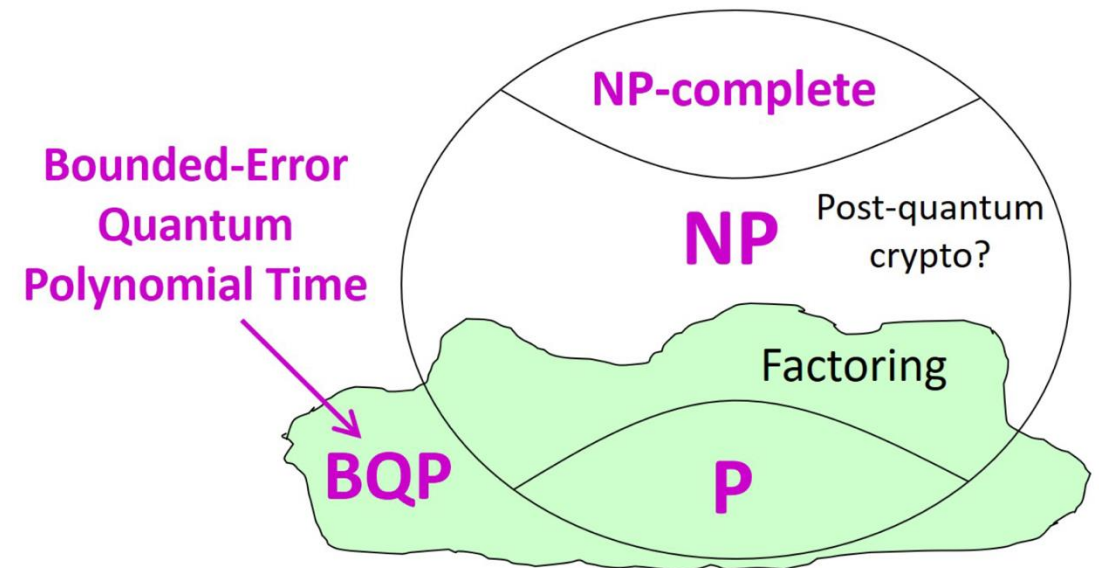 NP-complete
Bounded-Error
Quantum
Polynomial Time
NP
Post-quantum
crypto?
Factoring
BQP
P